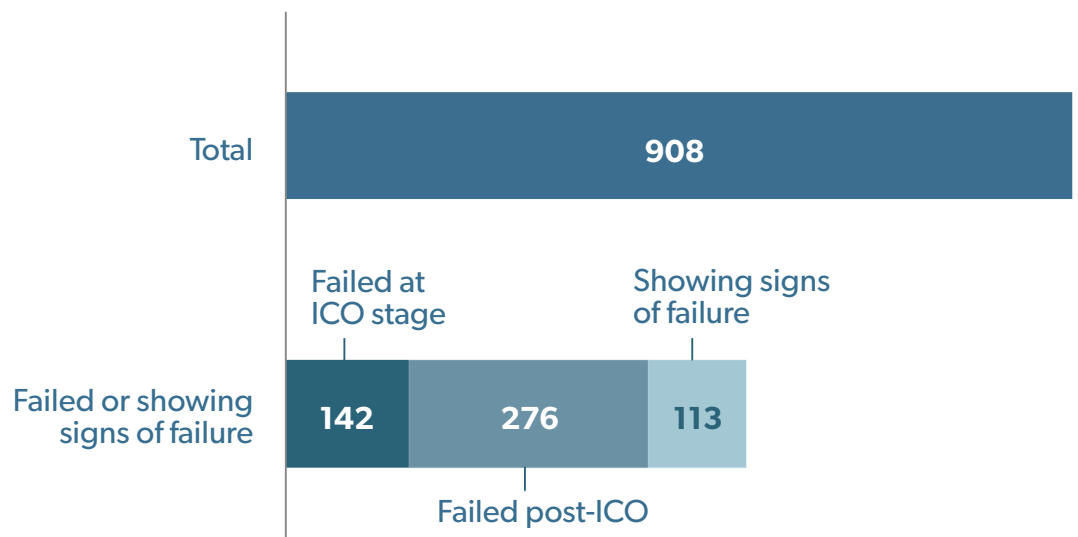 Total
908
Failed at
ICO stage
Showing signs
of failure
Failed or showing
signs of failure
142
276
113
Failed post-ICO